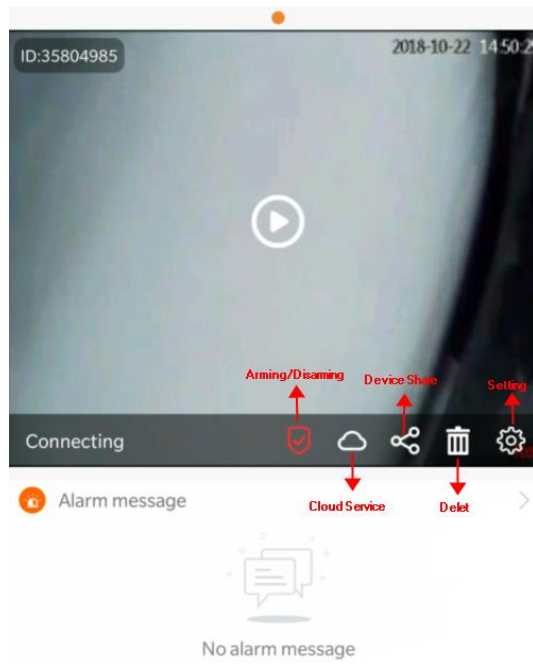 ID:35804985
2018-10-22 14:50:2
Arming/Disarming
Device Share
Setting
Connecting
Cloud Service
Delet
Alarm message
No alarm message